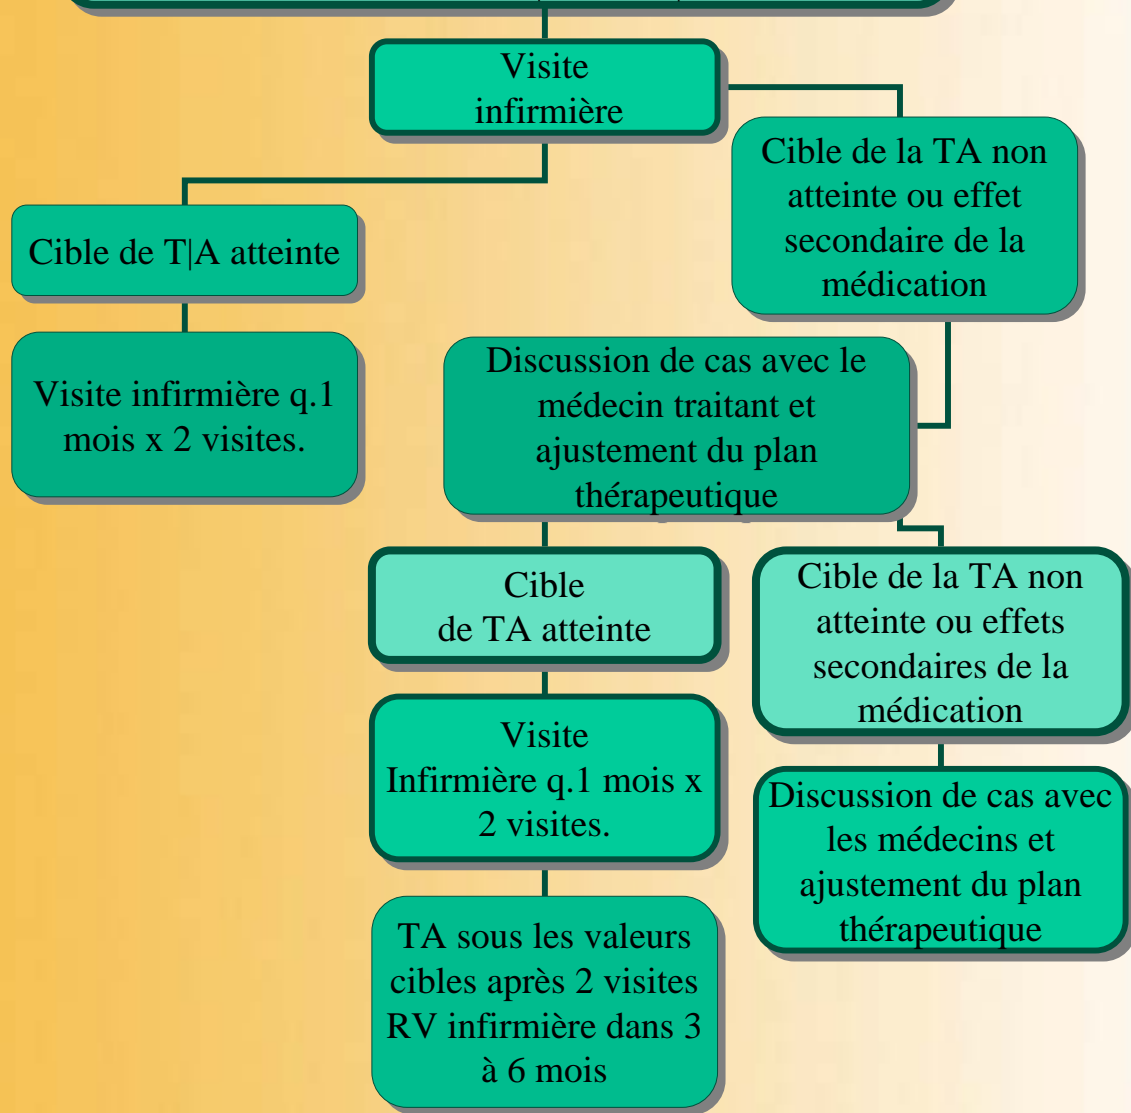 Visite
infirmière
Cible de la TA non
atteinte ou effet
secondaire de la
médication
Cible de T|A atteinte
Visite infirmière q.1
mois x 2 visites.
Discussion de cas avec le
médecin traitant et
ajustement du plan
thérapeutique
Cible
de TA atteinte
Cible de la TA non
atteinte ou effets
secondaires de la
médication
Visite
Infirmière q.1 mois x
2 visites.
Discussion de cas avec
les médecins et
ajustement du plan
thérapeutique
TA sous les valeurs
cibles après 2 visites
RV infirmière dans 3
à 6 mois